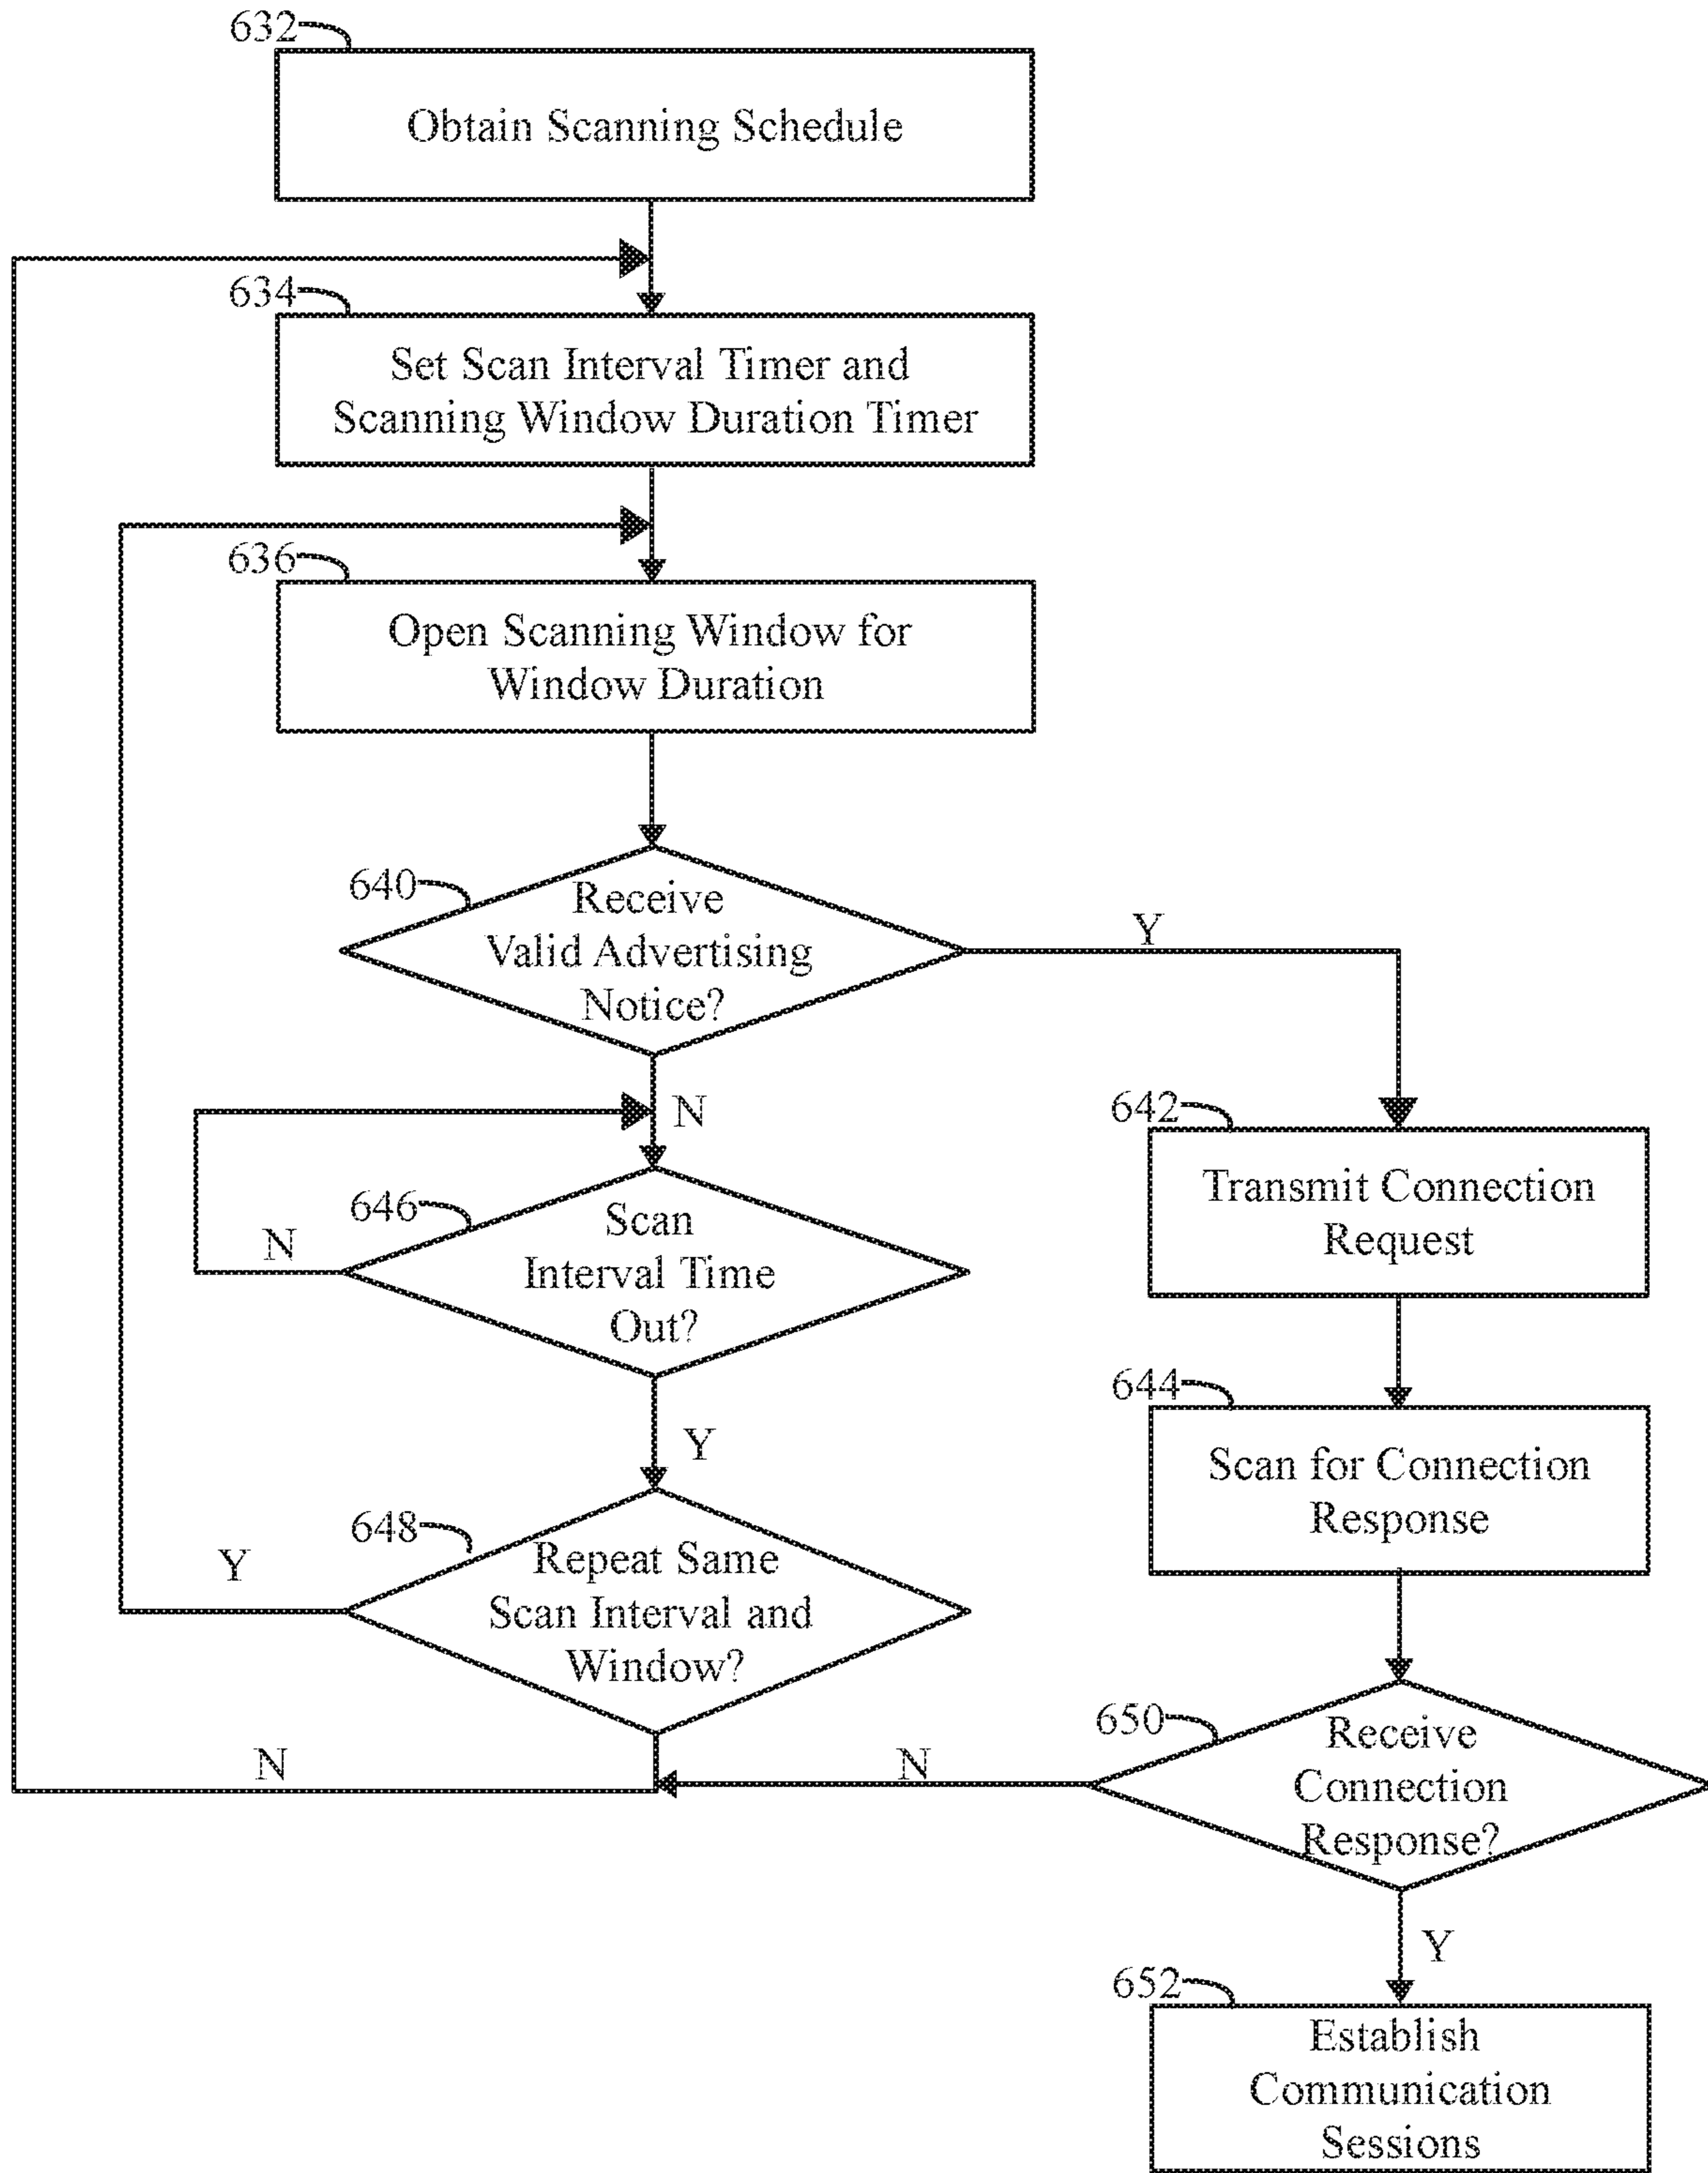 632
Obtain Scanning Schedule
634
Set Scan Interval Timer and
Scanning Window Duration Timer
636
Open Scanning Window for
Window Duration
640
Receive
Valid Advertising
Notice?
Y
N
642
Transmit Connection
Request
646
Scan
Interval Time
Out?
N
Y
644
Scan for Connection
Response
648
Repeat Same
Scan Interval and
Window?
Y
N
650
Receive
Connection
Response?
N
Y
652
Establish
Communication
Sessions